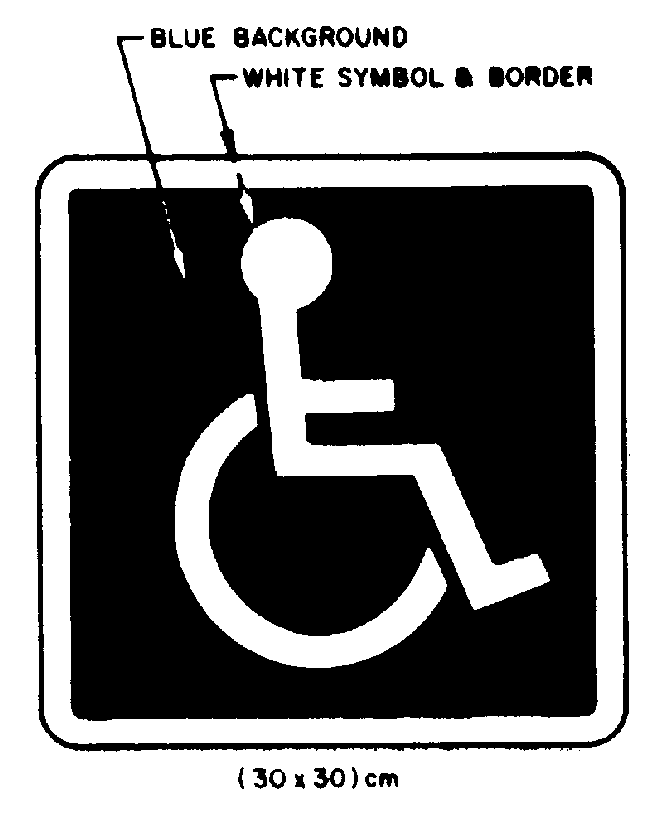 BLUE BACKGROUND
WHITE SYMBOL & BORDER
(30 x 30) cm